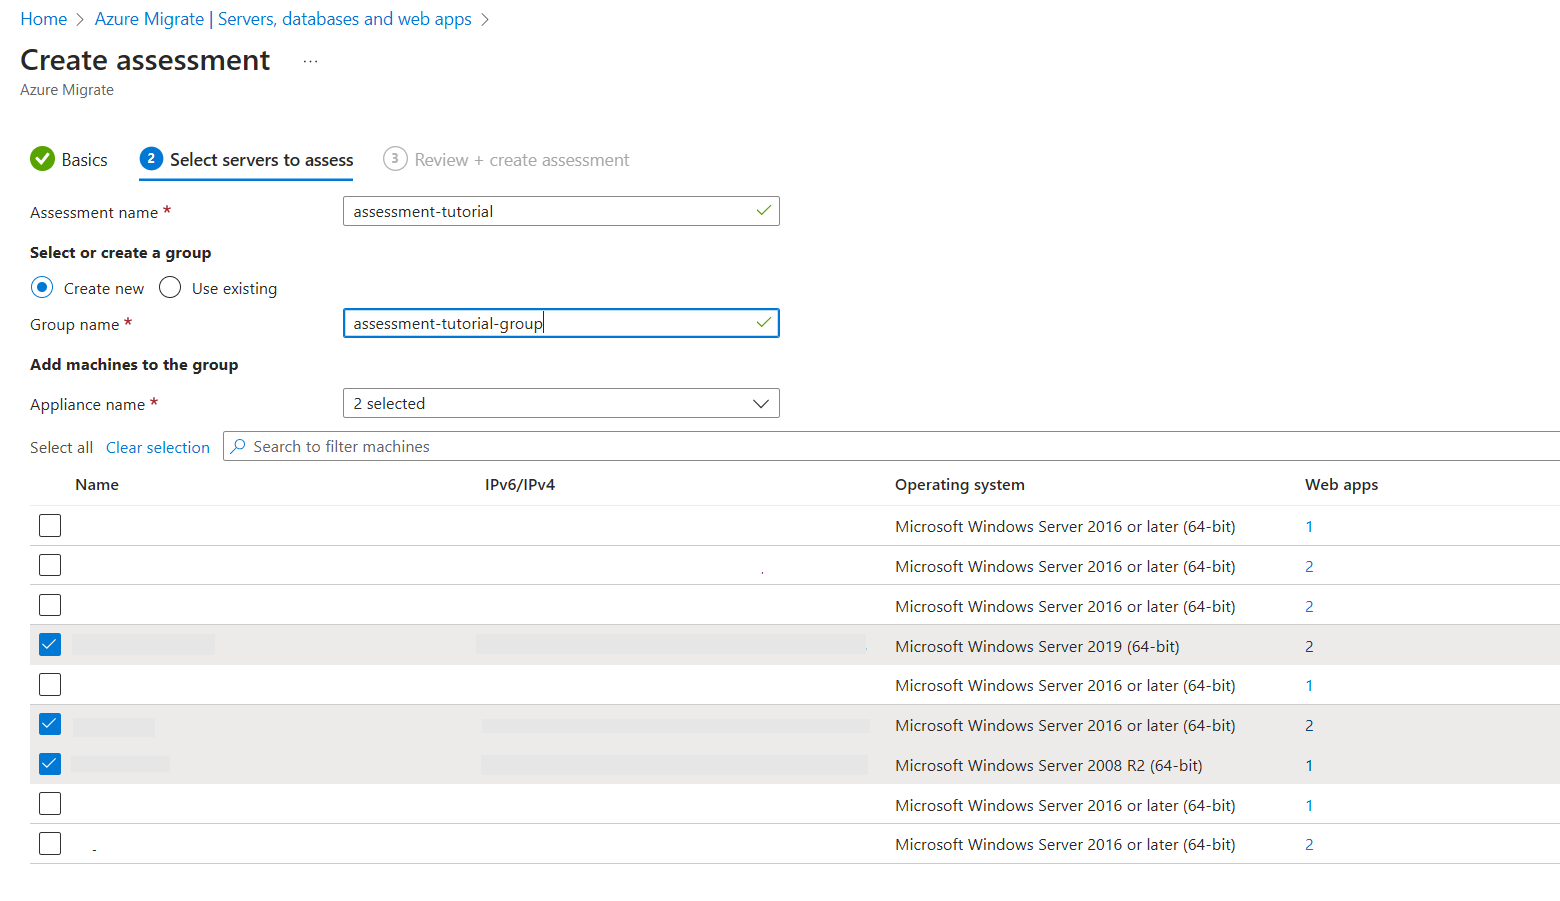 Home > Azure Migrate | Servers, databases and web apps >
Create assessment ...
Azure Migrate
Basics 2 Select servers to assess 3 Review + create assessment
Assessment name * assessment-tutorial
Select or create a group
Create new Use existing
Group name * assessment-tutorial-group
Add machines to the group
Appliance name * 2 selected
Select all Clear selection Search to filter machines
Name IPv6/IPv4 Operating system Web apps
Microsoft Windows Server 2016 or later (64-bit) 1
Microsoft Windows Server 2016 or later (64-bit) 2
Microsoft Windows Server 2016 or later (64-bit) 2
Microsoft Windows Server 2019 (64-bit) 2
Microsoft Windows Server 2016 or later (64-bit) 1
Microsoft Windows Server 2016 or later (64-bit) 2
Microsoft Windows Server 2008 R2 (64-bit) 1
Microsoft Windows Server 2016 or later (64-bit) 1
Microsoft Windows Server 2016 or later (64-bit) 2